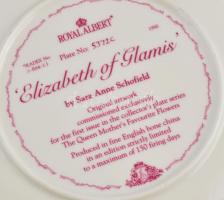 ROYAL ALBERT
1990
Plate No: 5372C
'Elizabeth of Glamis'
by Sara Anne Schofield
Original artwork
commissioned exclusively
for the first issue in the collector's plate series
The Queen Mother's Favourite Flowers
Produced in fine English bone china
in an edition strictly limited
to a maximum of 150 firing days